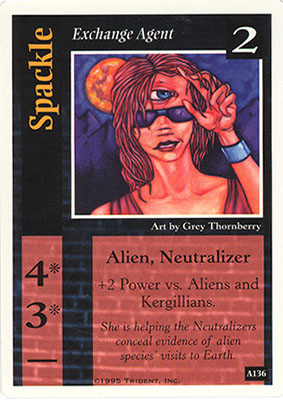 Spackle
Exchange Agent
2
Art by Grey Thornberry
4*
3*
—
Alien, Neutralizer
+2 Power vs. Aliens and
Kergillians.
She is helping the Neutralizers
conceal evidence of alien
species' visits to Earth.
A136
©1995 TRIDENT, INC.